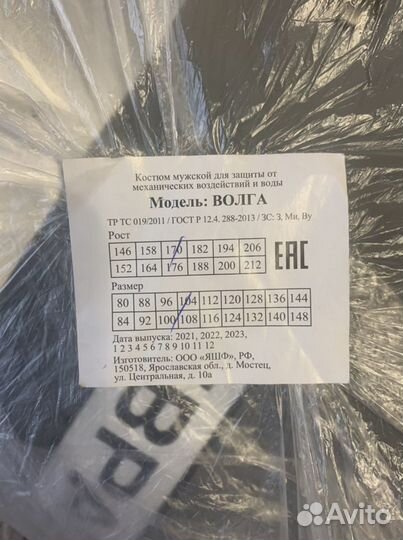 Костюм мужской для защиты от
механических воздействий и воды
Модель: ВОЛГА
ТР ТС 019/2011 / ГОСТ Р 12.4. 288-2013 / ЗС: З, Ми, Ву
Рост
146 158 170 182 194 206
152 164 176 188 200 212
EAC
Размер
80 88 96 104 112 120 128 136 144
84 92 100 108 116 124 132 140 148
Дата выпуска: 2021, 2022, 2023,
1 2 3 4 5 6 7 8 9 10 11 12
Изготовитель: ООО «ЯШФ», РФ,
150518, Ярославская обл., д. Мостец,
ул. Центральная, д. 10а
Avito